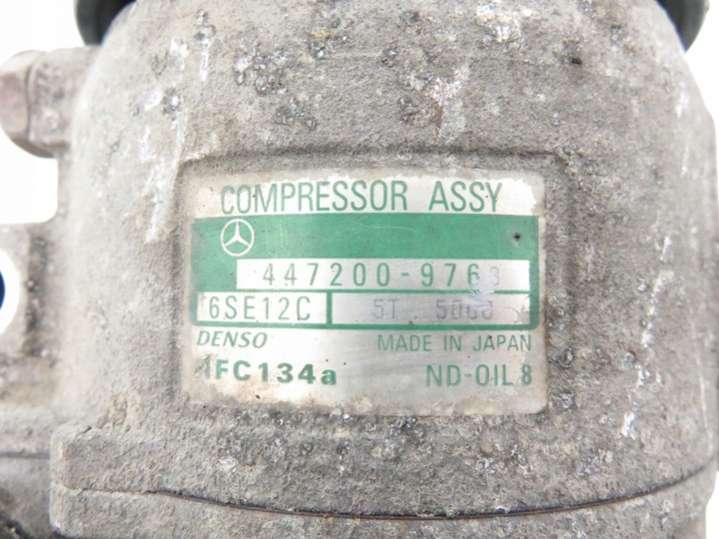 COMPRESSOR ASSY
447200-9763
6SE12C
DENSO MADE IN JAPAN
HFC134a ND-OIL 8